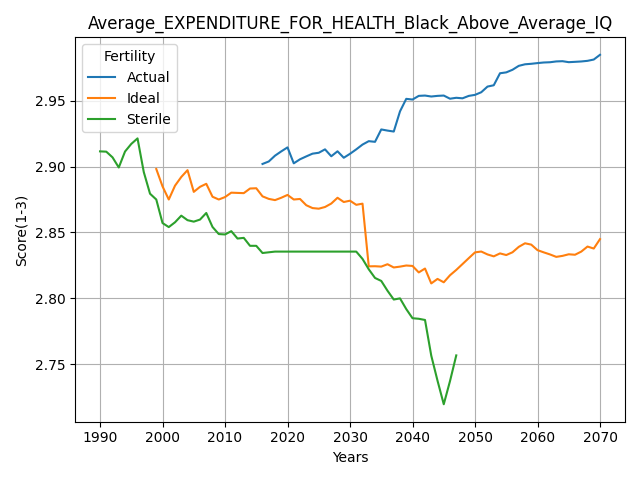 Average_EXPENDITURE_FOR_HEALTH_Black_Above_Average_IQ
Fertility
Actual
Ideal
Sterile
Score(1-3)
2.95
2.90
2.85
2.80
2.75
1990 2000 2010 2020 2030 2040 2050 2060 2070
Years